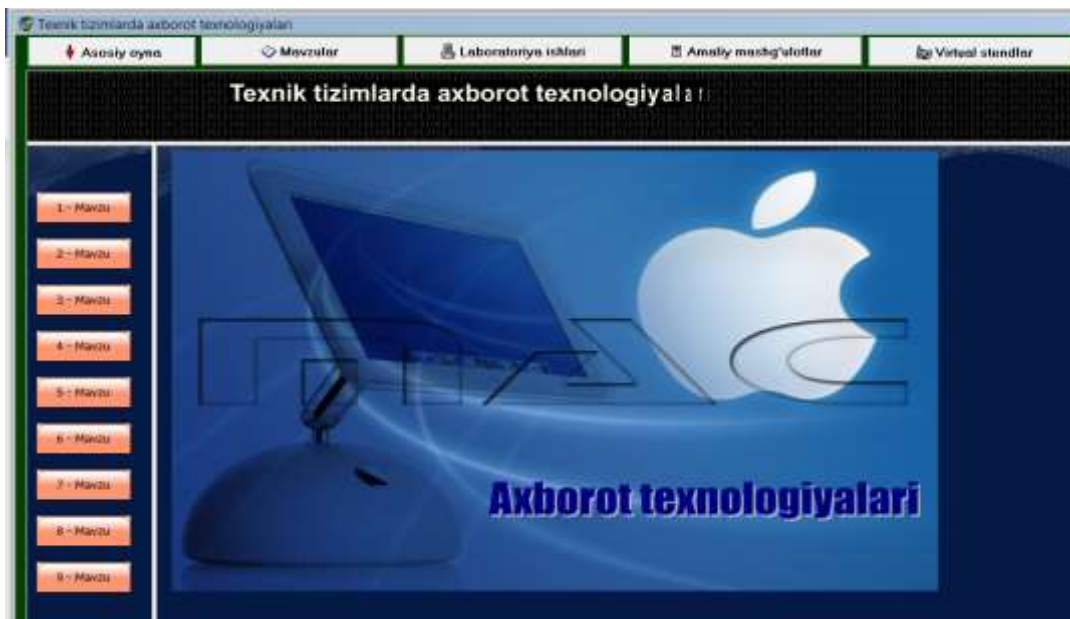 Texnik tizimlarda axborot texnologiyalari
Asosiy oyna
Mavzular
Laboratoriya ishlari
Amaliy mashg'ulotlar
Virtual stendlar
Texnik tizimlarda axborot texnologiyalari
1 - Mavzu
2 - Mavzu
3 - Mavzu
4 - Mavzu
5 - Mavzu
6 - Mavzu
7 - Mavzu
8 - Mavzu
9 - Mavzu
mac
Axborot texnologiyalari